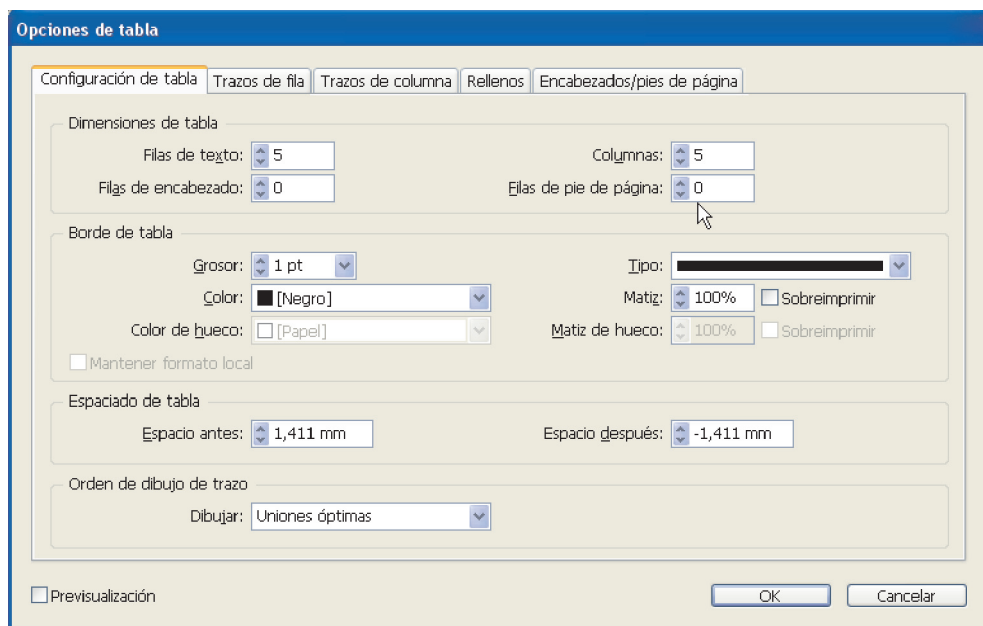 Opciones de tabla
Configuración de tabla Trazos de fila Trazos de columna Rellenos Encabezados/pies de página
Dimensiones de tabla
Filas de texto: 5 Columnas: 5
Filas de encabezado: 0 Filas de pie de página: 0
Borde de tabla
Grosor: 1 pt Tipo:
Color: [Negro] Matiz: 100% Sobreimprimir
Color de hueco: [Papel] Matiz de hueco: 100% Sobreimprimir
Mantener formato local
Espaciado de tabla
Espacio antes: 1,411 mm Espacio después: -1,411 mm
Orden de dibujo de trazo
Dibujar: Uniones óptimas
Previsualización OK Cancelar